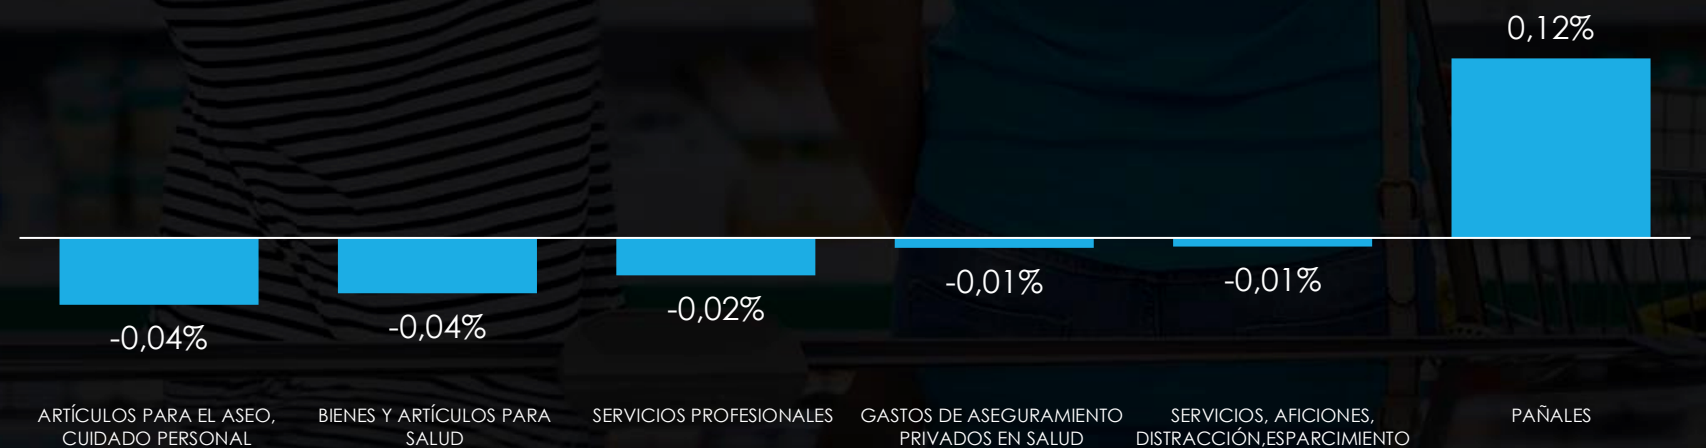 0,12%
-0,04%
-0,04%
-0,02%
-0,01%
-0,01%
ARTÍCULOS PARA EL ASEO,
CUIDADO PERSONAL
BIENES Y ARTÍCULOS PARA
SALUD
SERVICIOS PROFESIONALES
GASTOS DE ASEGURAMIENTO
PRIVADOS EN SALUD
SERVICIOS, AFICIONES,
DISTRACCIÓN,ESPARCIMIENTO
PAÑALES